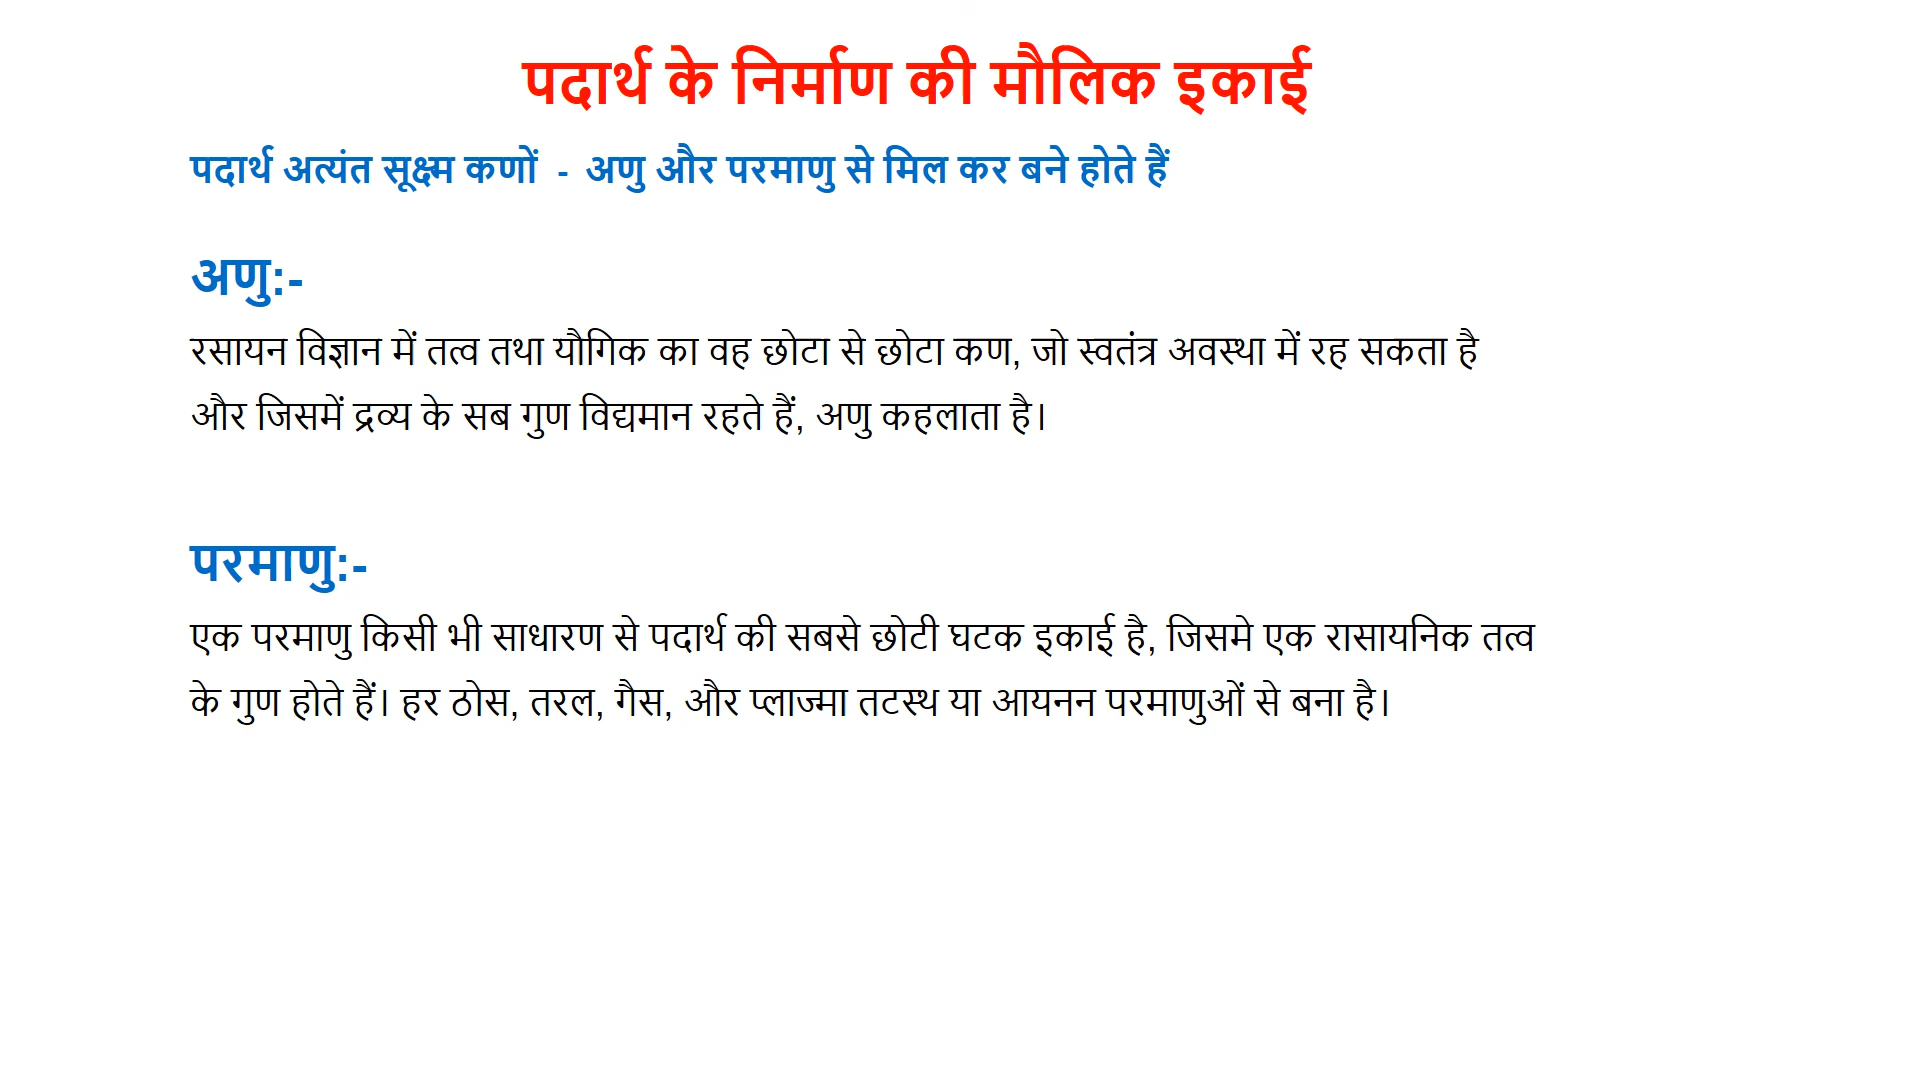 पदार्थ के निर्माण की मौलिक इकाई
पदार्थ अत्यंत सूक्ष्म कणों - अणु और परमाणु से मिल कर बने होते हैं
अणु:-
रसायन विज्ञान में तत्व तथा यौगिक का वह छोटा से छोटा कण, जो स्वतंत्र अवस्था में रह सकता है
और जिसमें द्रव्य के सब गुण विद्यमान रहते हैं, अणु कहलाता है।
परमाणु:-
एक परमाणु किसी भी साधारण से पदार्थ की सबसे छोटी घटक इकाई है, जिसमे एक रासायनिक तत्व
के गुण होते हैं। हर ठोस, तरल, गैस, और प्लाज्मा तटस्थ या आयनन परमाणुओं से बना है।